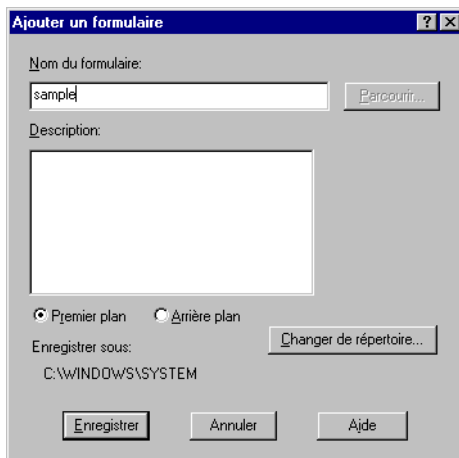 Ajouter un formulaire
Nom du formulaire:
sample
Parcourir...
Description:
Premier plan
Arrière plan
Enregistrer sous:
Changer de répertoire...
C:\WINDOWS\SYSTEM
Enregistrer
Annuler
Aide